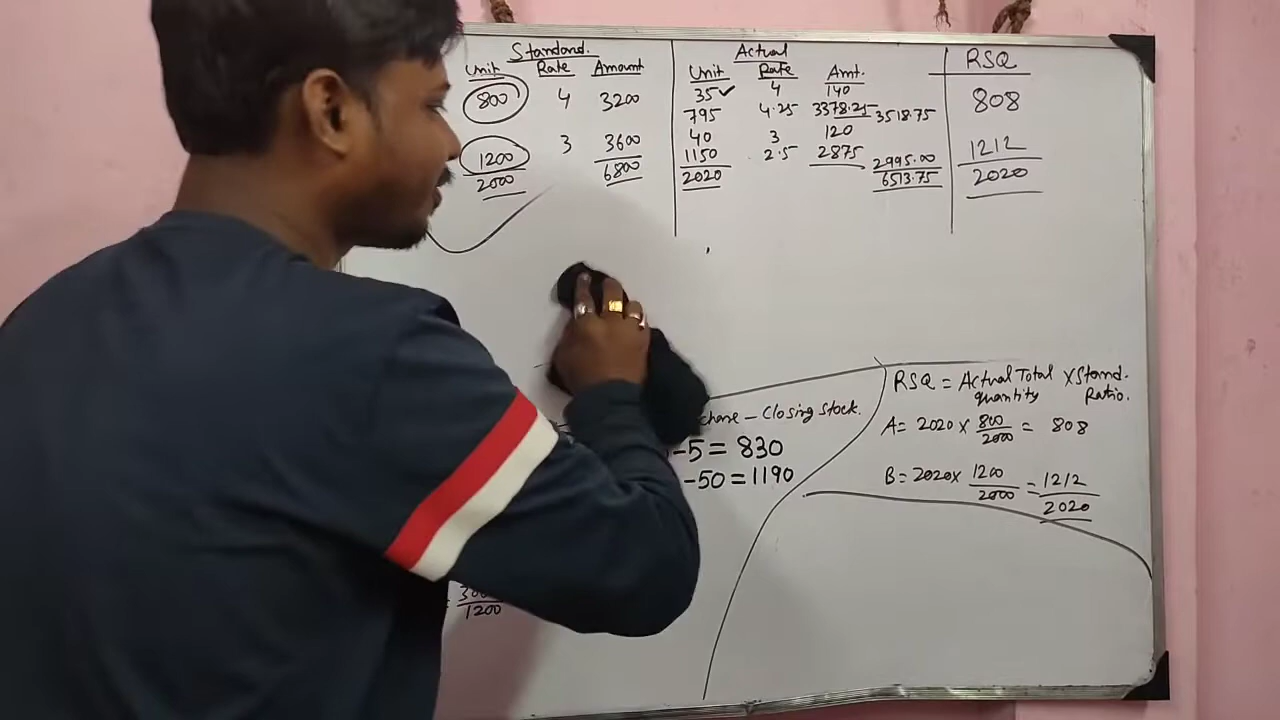 Standard. Actual RSQ
Unit Rate Amount Unit Rate Amt.
800 4 3200 35✓ 4 140 808
795 4.25 3378.25 3518.75
1200 3 3600 40 3 120 1212
1150 2.5 2875 2995.00
2000 6800 2020 6513.75 2020
chase – Closing Stock.
-5 = 830
-50 = 1190
1200
RSQ = Actual Total quantity × Stand. Ratio.
A = 2020 × 800/2000 = 808
B = 2020 × 1200/2000 = 1212
2020